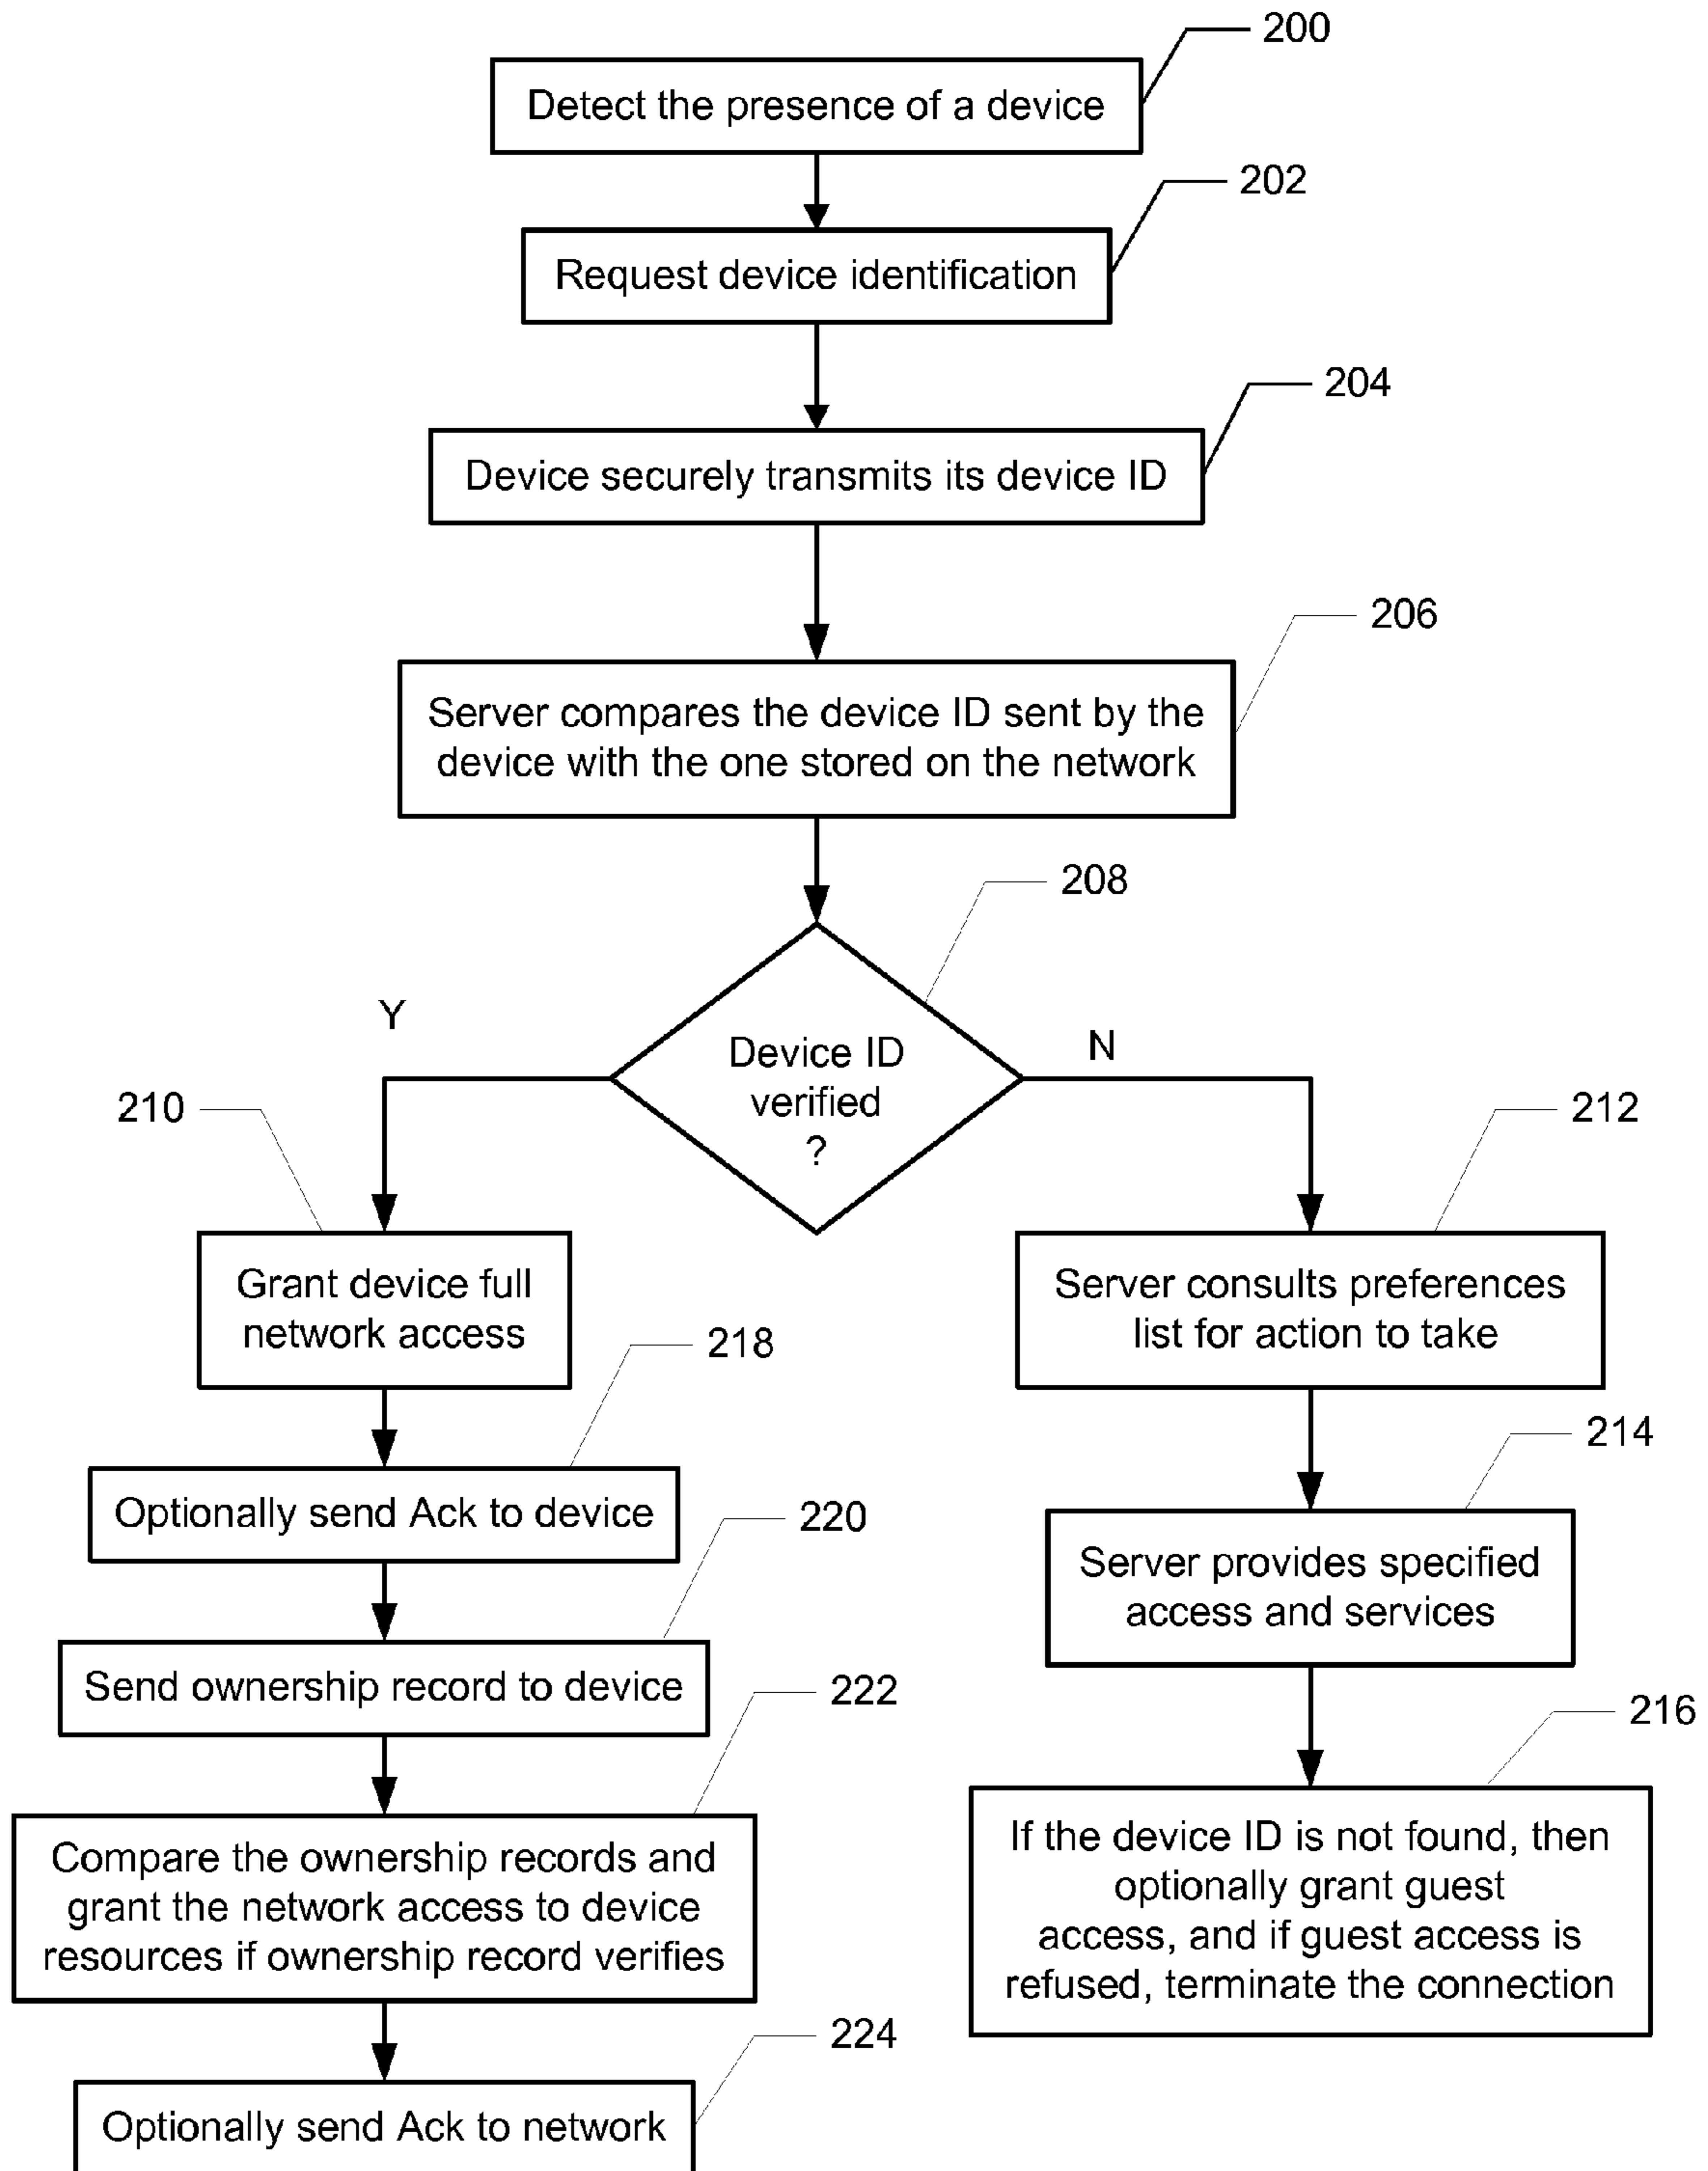 200
Detect the presence of a device
202
Request device identification
204
Device securely transmits its device ID
206
Server compares the device ID sent by the
device with the one stored on the network
208
Device ID
verified
?
Y
N
210
Grant device full
network access
212
Server consults preferences
list for action to take
218
Optionally send Ack to device
214
Server provides specified
access and services
220
Send ownership record to device
222
Compare the ownership records and
grant the network access to device
resources if ownership record verifies
216
If the device ID is not found, then
optionally grant guest
access, and if guest access is
refused, terminate the connection
224
Optionally send Ack to network